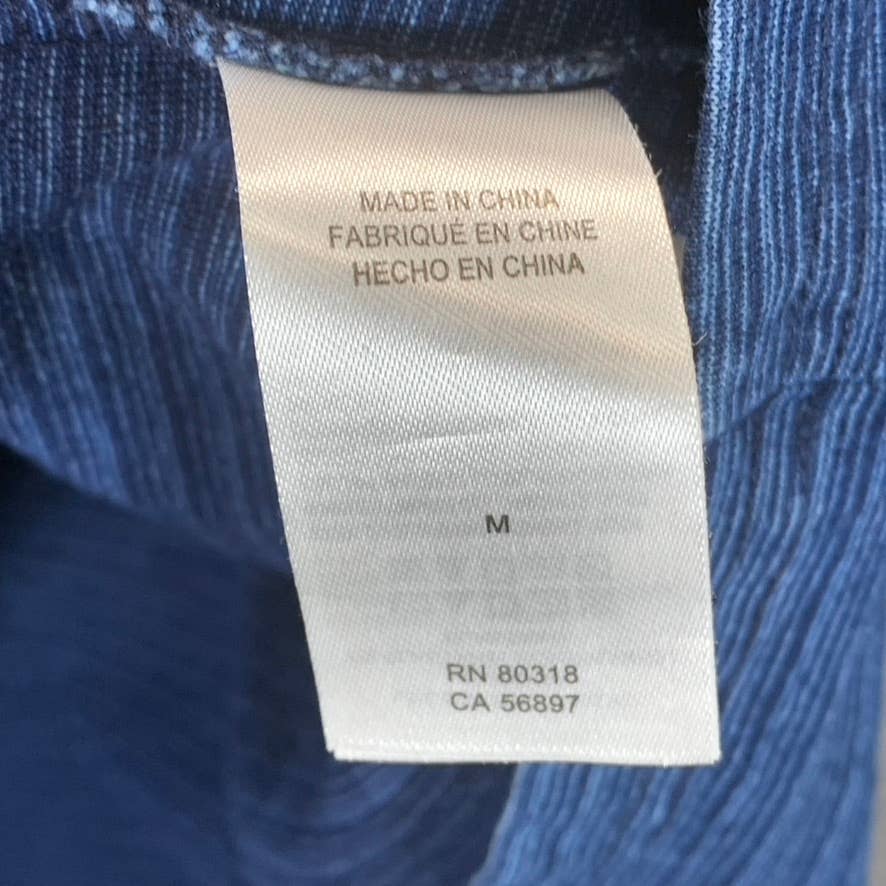 MADE IN CHINA
FABRIQUÉ EN CHINE
HECHO EN CHINA
M
RN 80318
CA 56897